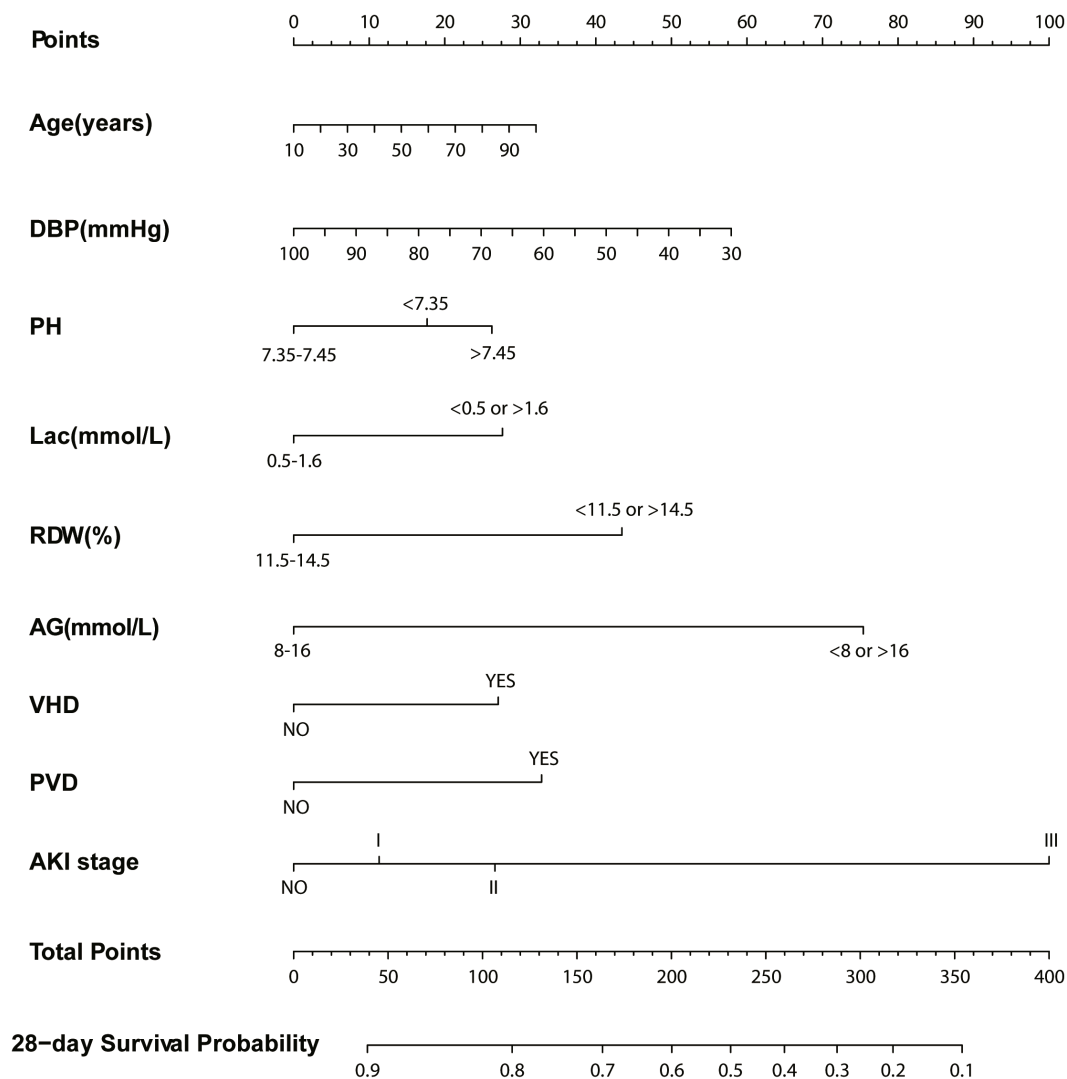 0 10 20 30 40 50 60 70 80 90 100
Points
Age(years)
10 30 50 70 90
DBP(mmHg)
100 90 80 70 60 50 40 30
<7.35
PH
7.35-7.45 >7.45
<0.5 or >1.6
Lac(mmol/L)
0.5-1.6
<11.5 or >14.5
RDW(%)
11.5-14.5
AG(mmol/L)
8-16 <8 or >16
YES
VHD
NO
YES
PVD
NO
I III
AKI stage
NO II
Total Points
0 50 100 150 200 250 300 350 400
28−day Survival Probability
0.9 0.8 0.7 0.6 0.5 0.4 0.3 0.2 0.1